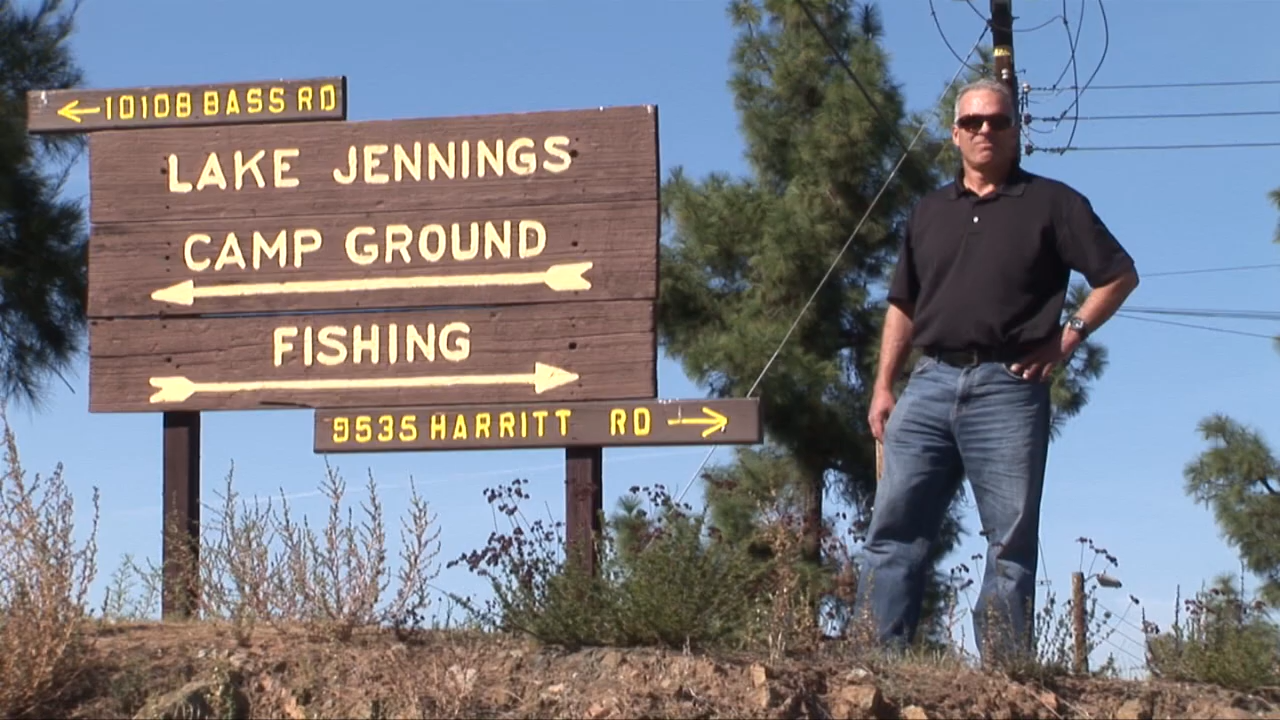 10108 BASS RD
LAKE JENNINGS
CAMP GROUND
FISHING
9535 HARRITT RD